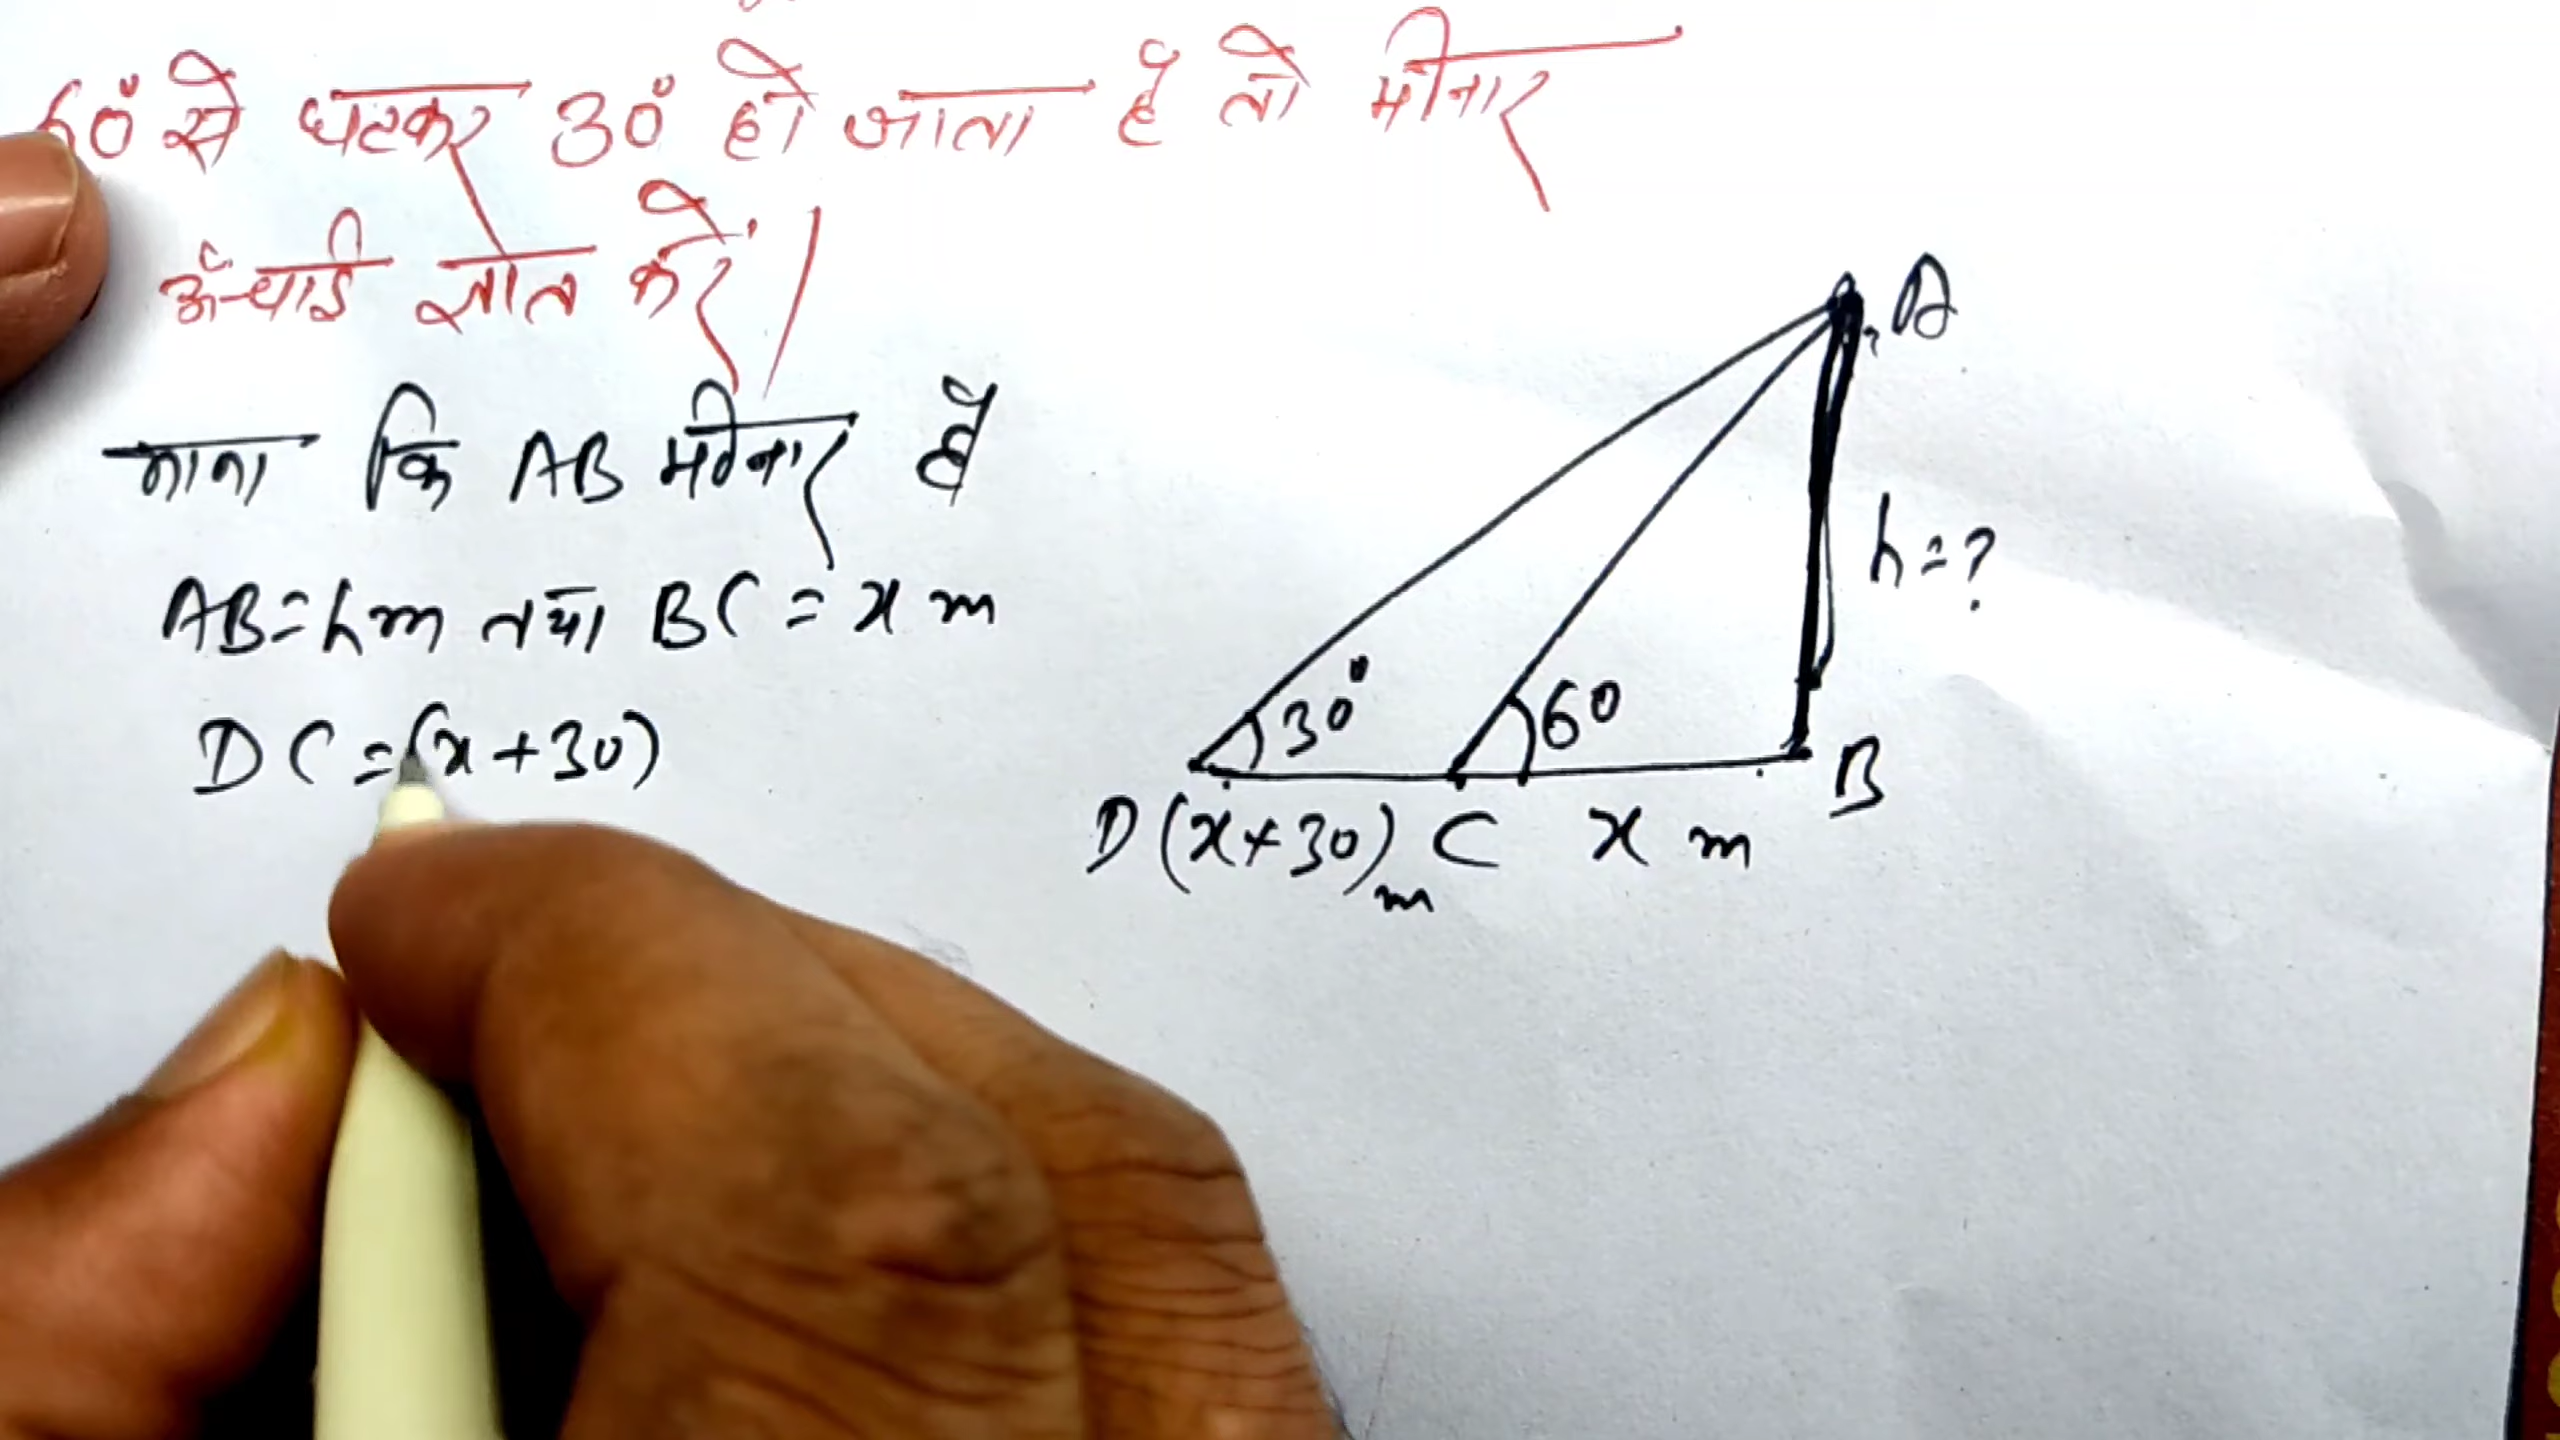 60° से घटकर 30° हो जाता है तो मीनार
ऊँचाई ज्ञात करें।
माना कि AB मीनार है
AB = h m तथा BC = x m
DC = (x + 30)
A
h = ?
30°
60
B
D (x + 30) m C x m